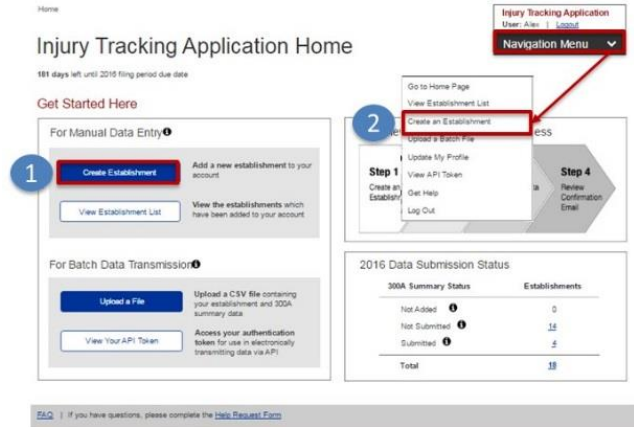 Home
Injury Tracking Application
User: Alex | Logout
Navigation Menu
Injury Tracking Application Home
181 days left until 2016 filing period due date
Get Started Here
For Manual Data Entry
1
Create Establishment
Add a new establishment to your
account
View Establishment List
View the establishments which
have been added to your account
2
Go to Home Page
View Establishment List
Create an Establishment
Upload a Batch File
Update My Profile
View API Token
Get Help
Log Out
Step 1
Create an
Step 4
Review
Confirmation
Email
For Batch Data Transmission
Upload a File
Upload a CSV file containing
your establishment and 300A
summary data
View Your API Token
Access your authentication
token for use in electronically
transmitting data via API
2016 Data Submission Status
300A Summary Status Establishments
Not Added 0
Not Submitted 14
Submitted 4
Total 18
FAQ | If you have questions, please complete the Help Request Form